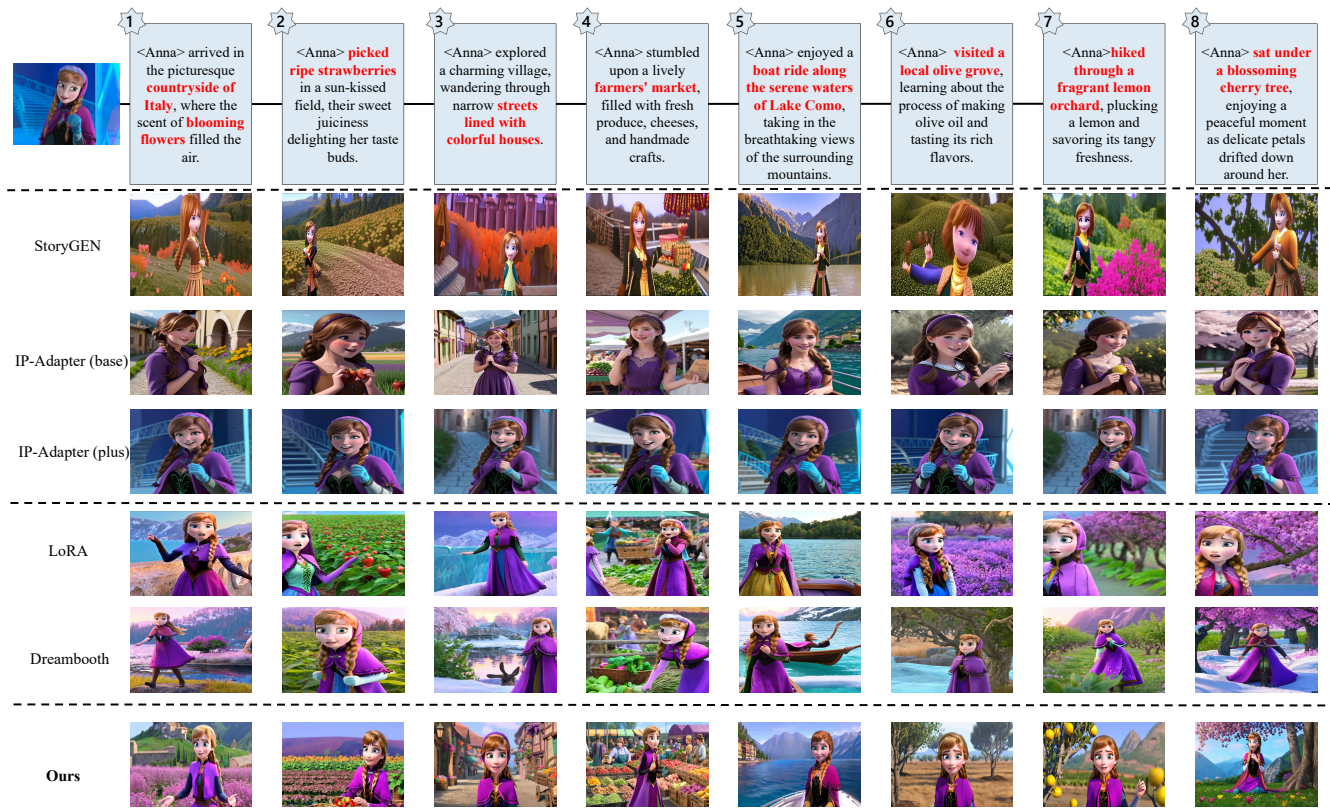 1
<Anna> arrived in
the picturesque
countryside of
Italy, where the
scent of blooming
flowers filled the
air.
2
<Anna> picked
ripe strawberries
in a sun-kissed
field, their sweet
juiciness
delighting her taste
buds.
3
<Anna> explored
a charming village,
wandering through
narrow streets
lined with
colorful houses.
4
<Anna> stumbled
upon a lively
farmers' market,
filled with fresh
produce, cheeses,
and handmade
crafts.
5
<Anna> enjoyed a
boat ride along
the serene waters
of Lake Como,
taking in the
breathtaking views
of the surrounding
mountains.
6
<Anna> visited a
local olive grove,
learning about the
process of making
olive oil and
tasting its rich
flavors.
7
<Anna>hiked
through a
fragrant lemon
orchard, plucking
a lemon and
savoring its tangy
freshness.
8
<Anna> sat under
a blossoming
cherry tree,
enjoying a
peaceful moment
as delicate petals
drifted down
around her.
StoryGEN
IP-Adapter (base)
IP-Adapter (plus)
LoRA
Dreambooth
Ours